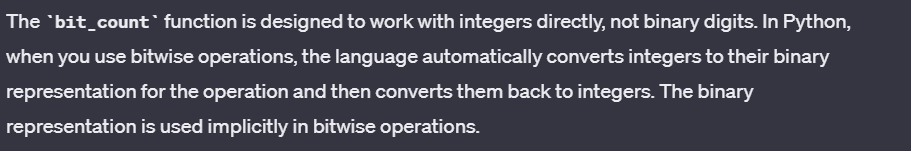 The `bit_count` function is designed to work with integers directly, not binary digits. In Python,
when you use bitwise operations, the language automatically converts integers to their binary
representation for the operation and then converts them back to integers. The binary
representation is used implicitly in bitwise operations.